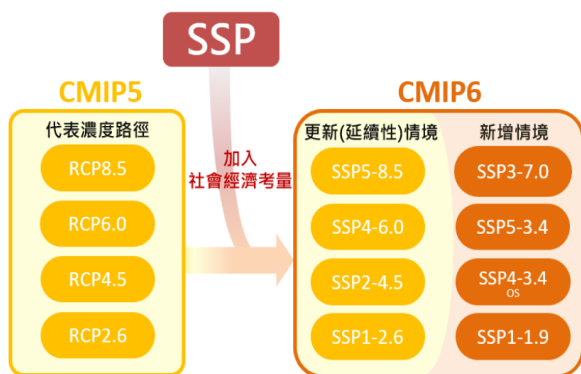 SSP
CMIP5
代表濃度路徑
RCP8.5
RCP6.0
RCP4.5
RCP2.6
加入
社會經濟考量
CMIP6
更新(延續性)情境
SSP5-8.5
SSP4-6.0
SSP2-4.5
SSP1-2.6
新增情境
SSP3-7.0
SSP5-3.4
SSP4-3.4
OS
SSP1-1.9